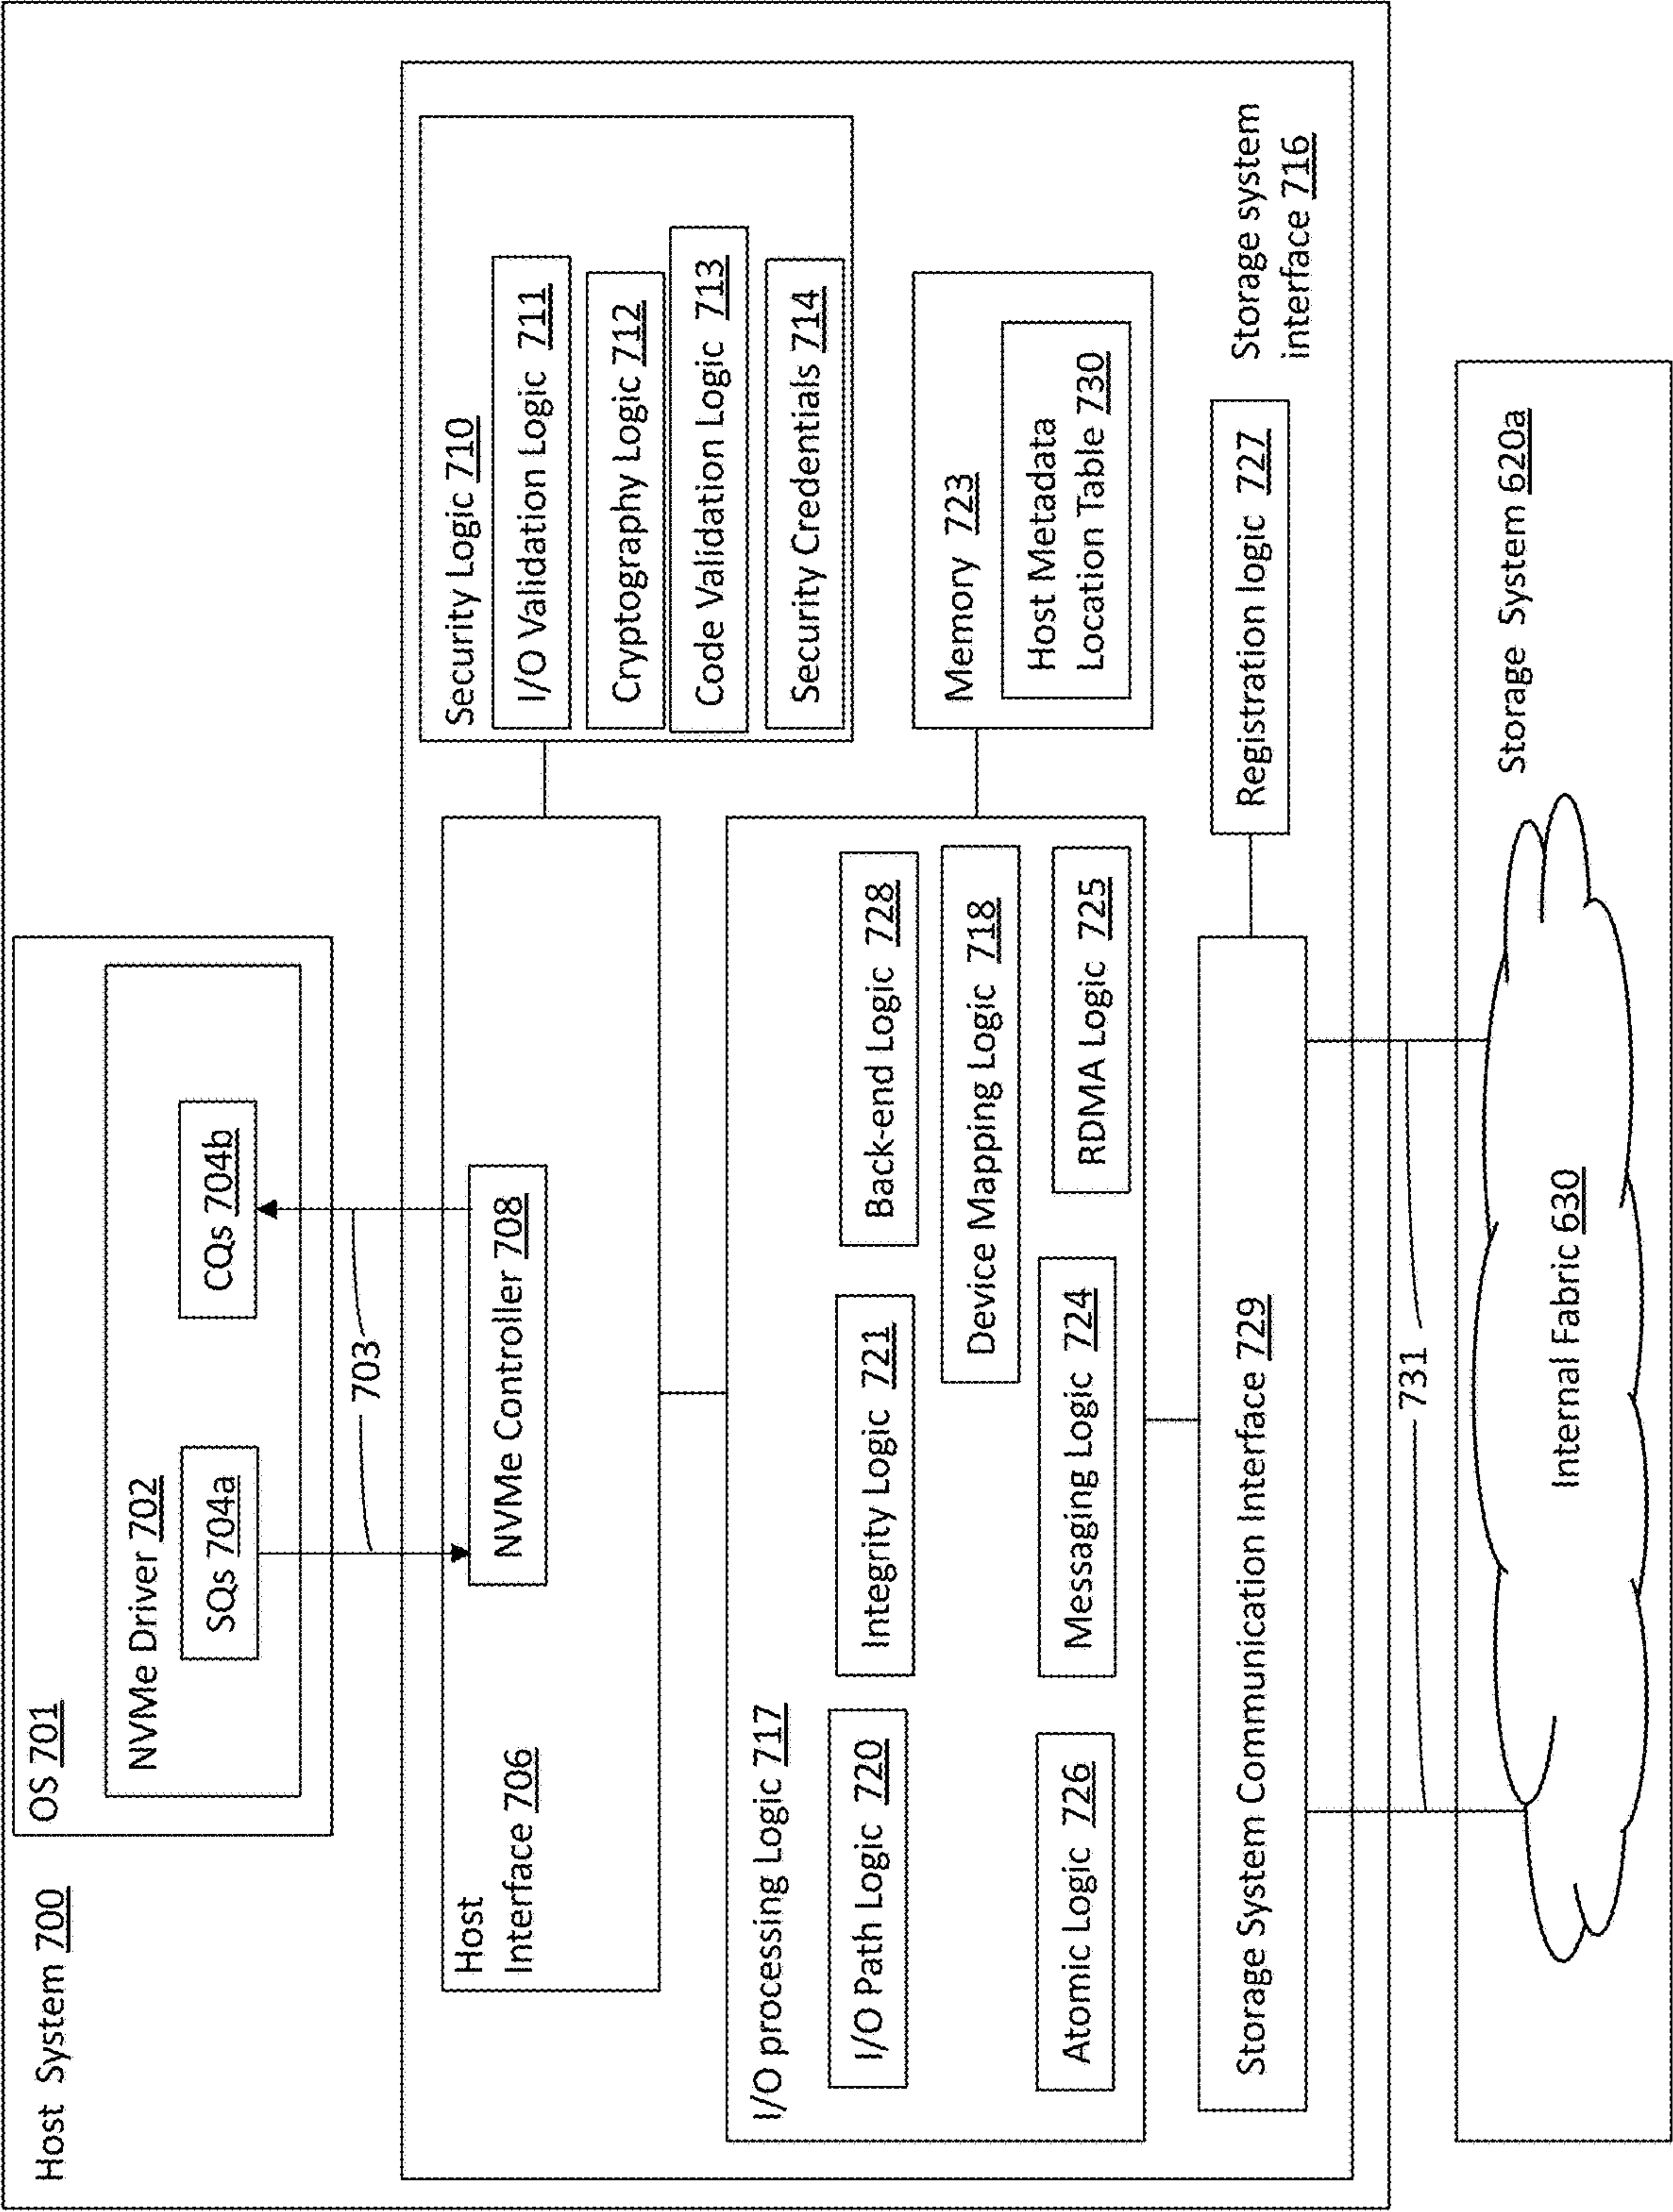 Host System 700
OS 701
NVMe Driver 702
SQs 704a
CQs 704b
703
Host
Interface 706
NVMe Controller 708
Security Logic 710
I/O Validation Logic 711
Cryptography Logic 712
Code Validation Logic 713
Security Credentials 714
I/O processing Logic 717
I/O Path Logic 720
Integrity Logic 721
Back-end Logic 728
Device Mapping Logic 718
Atomic Logic 726
Messaging Logic 724
RDMA Logic 725
Memory 723
Host Metadata
Location Table 730
Storage System Communication Interface 729
Registration logic 727
Storage system
interface 716
731
Storage System 620a
Internal Fabric 630